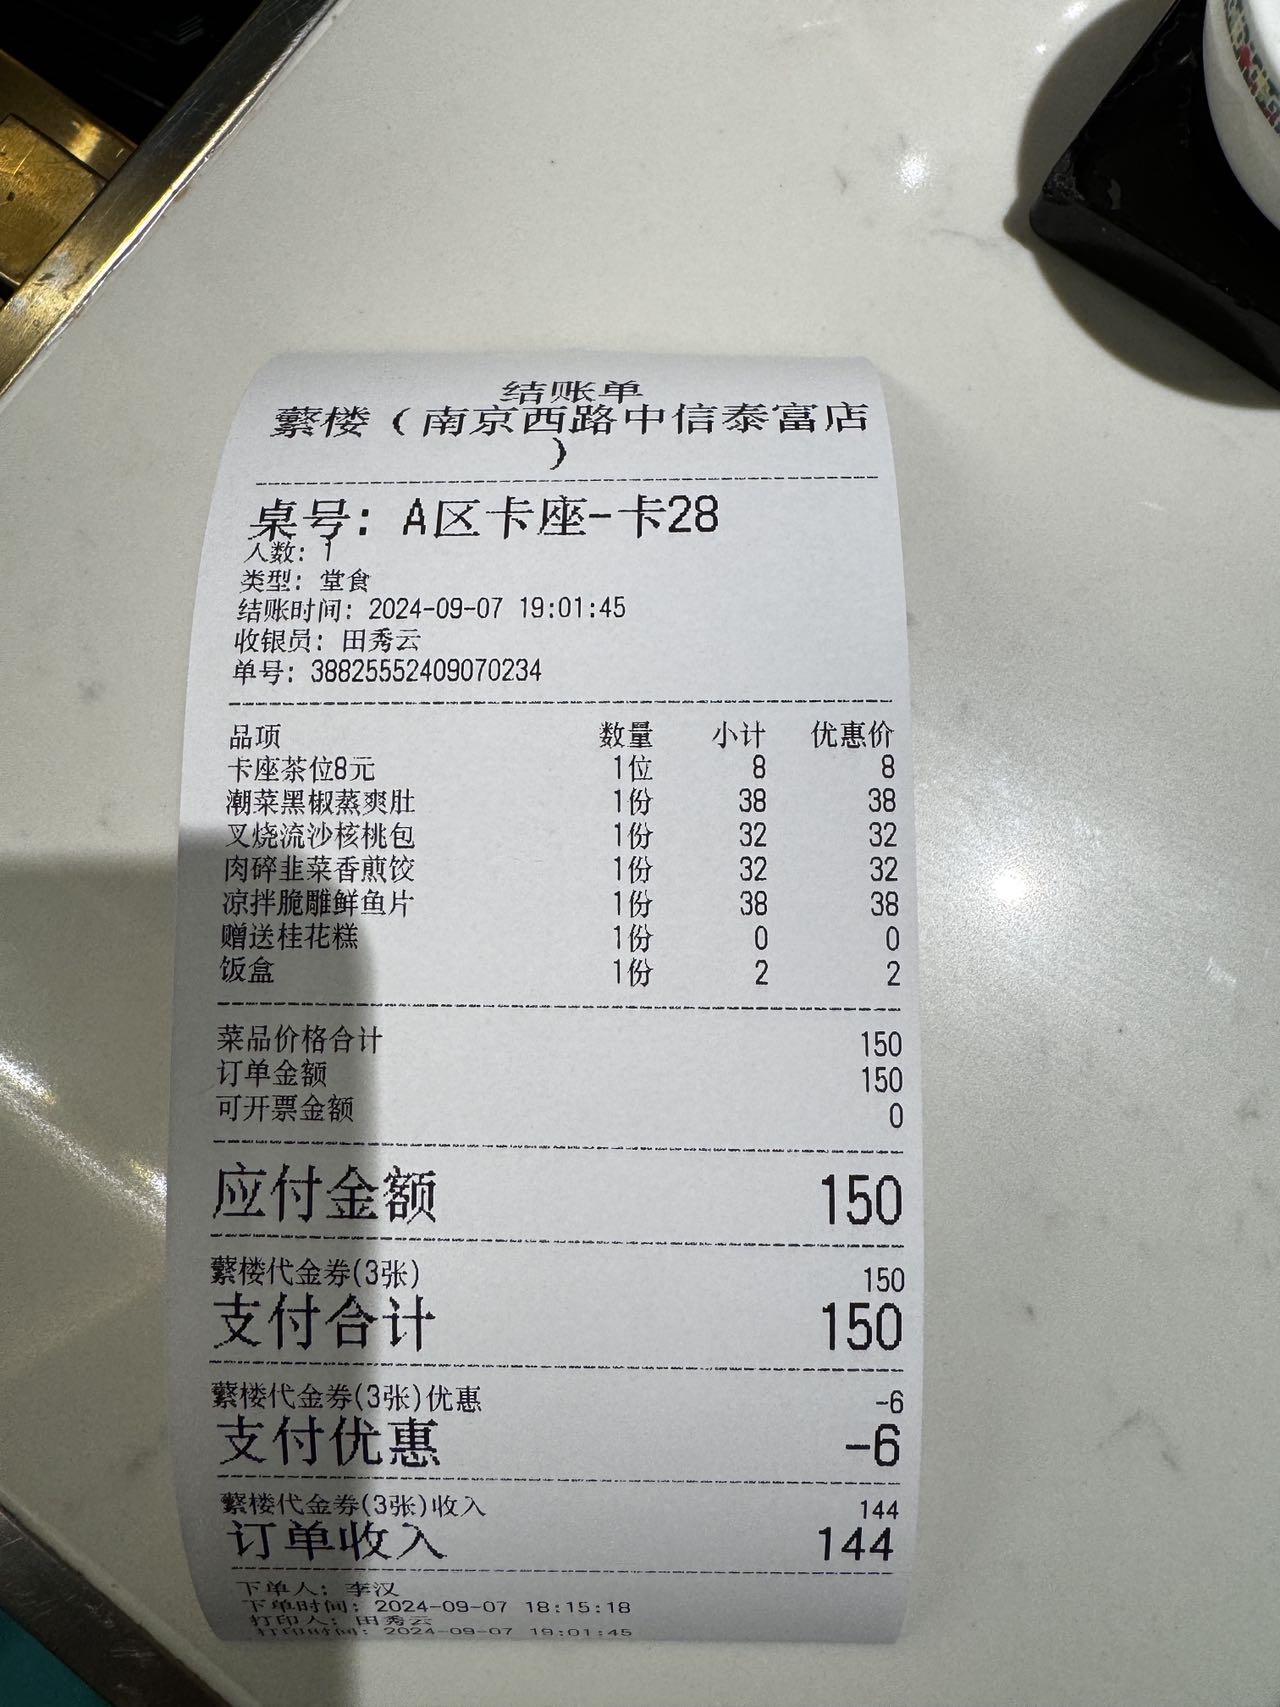 结账单
蘩楼（南京西路中信泰富店
）
桌号：A区卡座-卡28
人数：1
类型：堂食
结账时间：2024-09-07 19:01:45
收银员：田秀云
单号：38825552409070234
品项 数量 小计 优惠价
卡座茶位8元 1位 8 8
潮菜黑椒蒸爽肚 1份 38 38
叉烧流沙核桃包 1份 32 32
肉碎韭菜香煎饺 1份 32 32
凉拌脆雕鲜鱼片 1份 38 38
赠送桂花糕 1份 0 0
饭盒 1份 2 2
菜品价格合计 150
订单金额 150
可开票金额 0
应付金额 150
蘩楼代金券(3张) 150
支付合计 150
蘩楼代金券(3张)优惠 -6
支付优惠 -6
蘩楼代金券(3张)收入 144
订单收入 144
下单人：李汉
下单时间：2024-09-07 18:15:18
打印人：田秀云
打印时间：2024-09-07 19:01:45